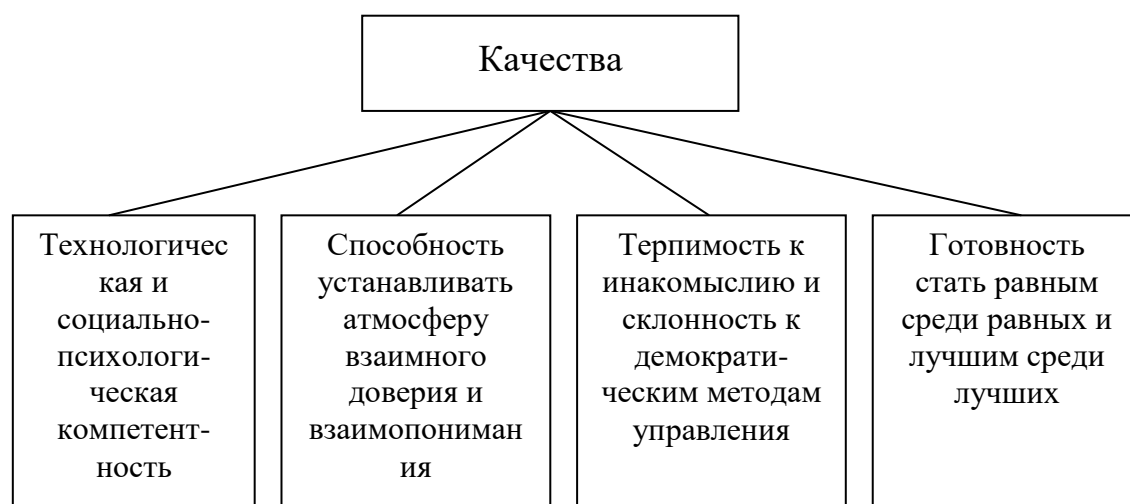 Качества
Технологичес
кая и
социально-
психологи-
ческая
компетент-
ность
Способность
устанавливать
атмосферу
взаимного
доверия и
взаимопониман
ия
Терпимость к
инакомыслию и
склонность к
демократи-
ческим методам
управления
Готовность
стать равным
среди равных и
лучшим среди
лучших